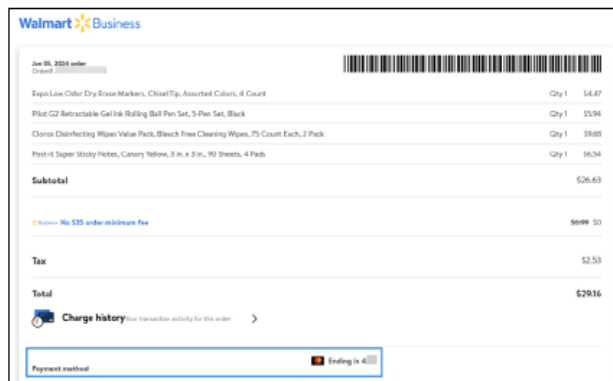 Walmart Business
Jun 05, 2024 order
Order#
Expo Low Odor Dry Erase Markers, Chisel Tip, Assorted Colors, 4 Count Qty 1 $4.47
Pilot G2 Retractable Gel Ink Rolling Ball Pen Set, 5-Pen Set, Black Qty 1 $5.94
Clorox Disinfecting Wipes Value Pack, Bleach Free Cleaning Wipes, 75 Count Each, 2 Pack Qty 1 $9.68
Post-it Super Sticky Notes, Canary Yellow, 3 in. x 3 in., 90 Sheets, 4 Pads Qty 1 $6.54
Subtotal $26.63
Business No $35 order minimum fee $6.99 $0
Tax $2.53
Total $29.16
Charge history Your transaction activity for this order
Ending in 4
Payment method